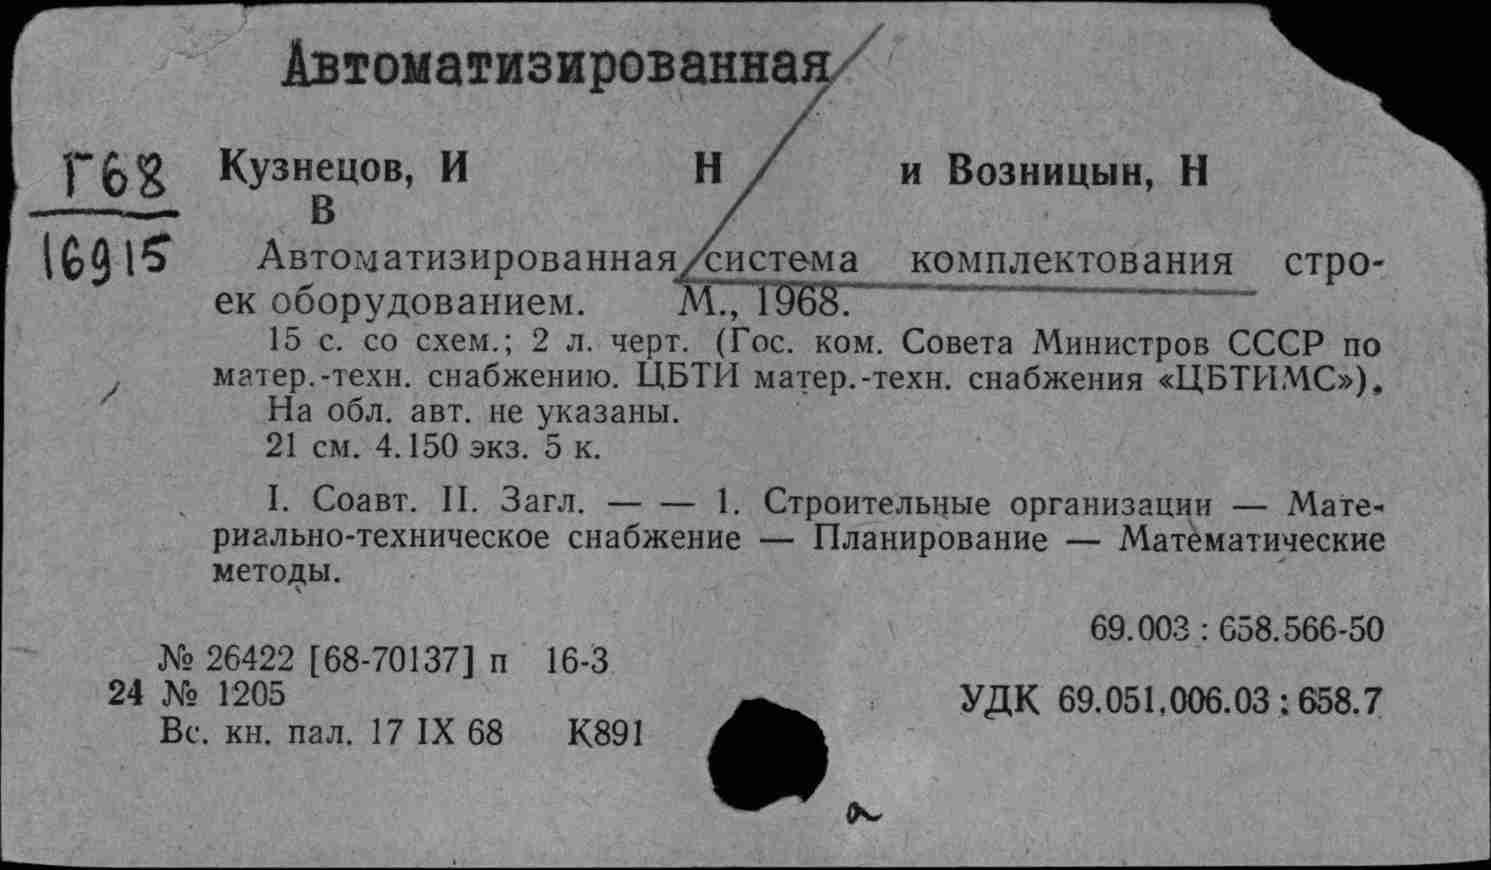 Автоматизированная
Г68
16915
Кузнецов, И Н и Возницын, Н
В
Автоматизированная система комплектования стро-
ек оборудованием. М., 1968.
15 с. со схем.; 2 л. черт. (Гос. ком. Совета Министров СССР по
матер.-техн. снабжению. ЦБТИ матер.-техн. снабжения «ЦБТИМС»).
На обл. авт. не указаны.
21 см. 4.150 экз. 5 к.
I. Соавт. II. Загл. — — 1. Строительные организации — Мате-
риально-техническое снабжение — Планирование — Математические
методы.
69.003 : 658.566-50
№ 26422 [68-70137] п 16-3
24 № 1205
УДК 69.051.006.03 : 658.7
Вс. кн. пал. 17 IX 68 К891